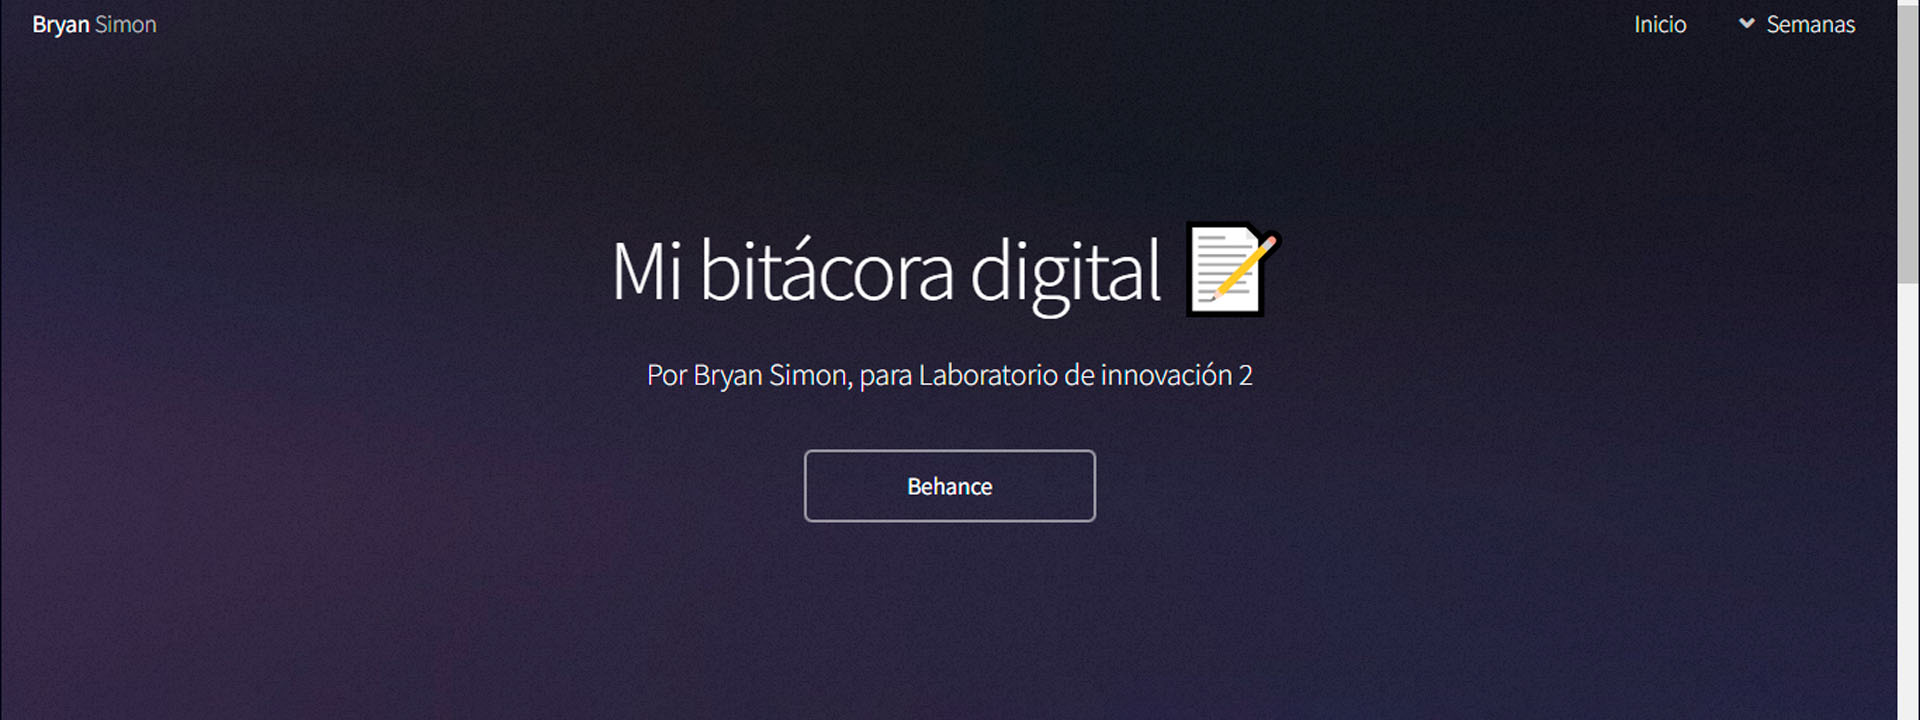 Bryan Simon
Inicio
Semanas
Mi bitácora digital
Por Bryan Simon, para Laboratorio de innovación 2
Behance